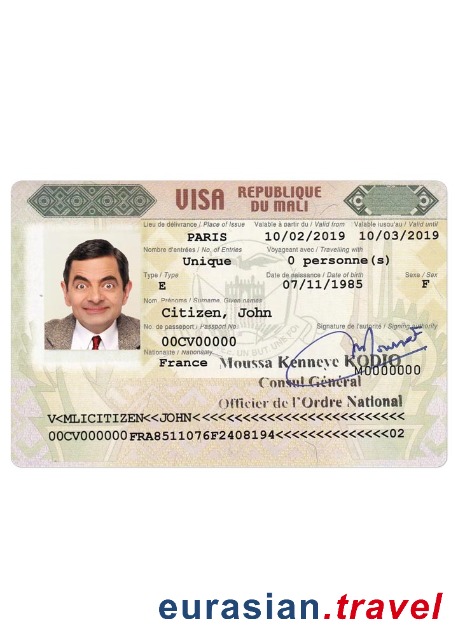 VISA REPUBLIQUE DU MALI
Lieu de délivrance / Place of Issue Valable à partir du / Valid from Valable jusqu'au / Valid until
PARIS 10/02/2019 10/03/2019
Nombre d'entrées / No. of Entries Voyageant avec / Travelling with
Unique 0 personne(s)
Type / Type Date de naissance / Date of birth Sexe / Sex
E 07/11/1985 F
Nom, Prénoms / Surname, Given names
Citizen, John
No. de passeport / Passport No. Signature de l'autorité / Signing authority
00CV00000
Nationalité / Nationality
France Moussa Kenneye KODIO
M0000000
Consul Général
Officier de l'Ordre National
V<MLICITIZEN<<JOHN<<<<<<<<<<<<<<<<<<<<<<<<<<
00CV000000FRA8511076F2408194<<<<<<<<<<<<<<02
eurasian.travel